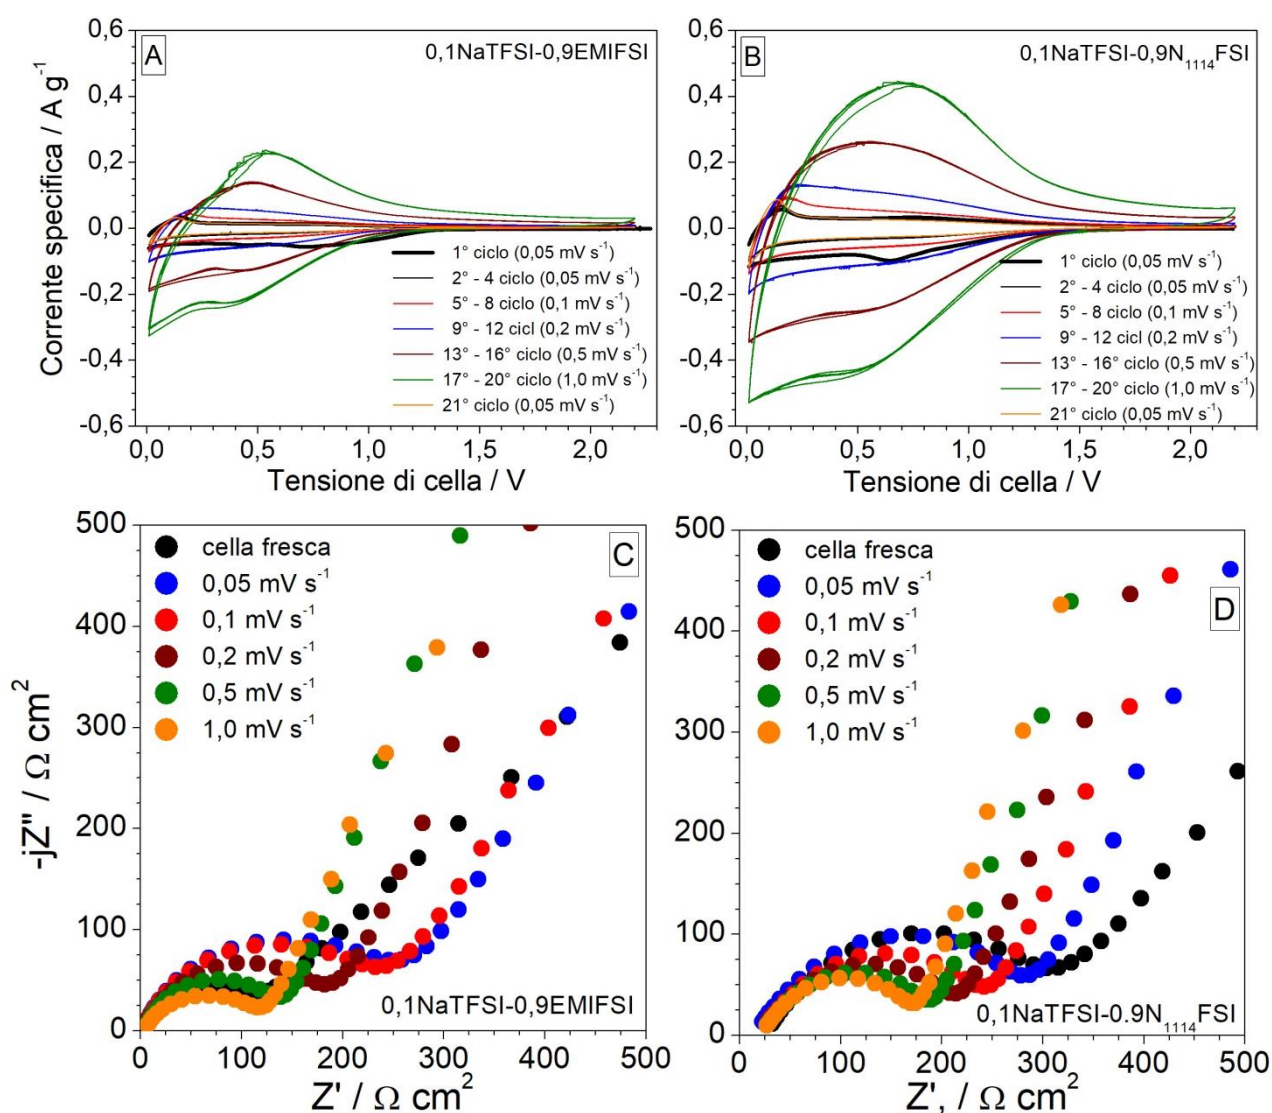 A
0,1NaTFSI-0,9EMIFSI
0,6
0,4
0,2
0,0
-0,2
-0,4
-0,6
Corrente specifica / A g⁻¹
1° ciclo (0,05 mV s⁻¹)
2° - 4 ciclo (0,05 mV s⁻¹)
5° - 8 ciclo (0,1 mV s⁻¹)
9° - 12 cicl (0,2 mV s⁻¹)
13° - 16° ciclo (0,5 mV s⁻¹)
17° - 20° ciclo (1,0 mV s⁻¹)
21° ciclo (0,05 mV s⁻¹)
0,0 0,5 1,0 1,5 2,0
Tensione di cella / V
B
0,1NaTFSI-0,9N₁₁₁₄FSI
0,6
0,4
0,2
0,0
-0,2
-0,4
-0,6
1° ciclo (0,05 mV s⁻¹)
2° - 4 ciclo (0,05 mV s⁻¹)
5° - 8 ciclo (0,1 mV s⁻¹)
9° - 12 cicl (0,2 mV s⁻¹)
13° - 16° ciclo (0,5 mV s⁻¹)
17° - 20° ciclo (1,0 mV s⁻¹)
21° ciclo (0,05 mV s⁻¹)
0,0 0,5 1,0 1,5 2,0
Tensione di cella / V
500
400
300
200
100
0
-jZ" / Ω cm²
cella fresca
0,05 mV s⁻¹
0,1 mV s⁻¹
0,2 mV s⁻¹
0,5 mV s⁻¹
1,0 mV s⁻¹
C
0,1NaTFSI-0,9EMIFSI
0 100 200 300 400 500
Z' / Ω cm²
500
400
300
200
100
0
cella fresca
0,05 mV s⁻¹
0,1 mV s⁻¹
0,2 mV s⁻¹
0,5 mV s⁻¹
1,0 mV s⁻¹
D
0,1NaTFSI-0.9N₁₁₁₄FSI
0 100 200 300 400 500
Z', / Ω cm²